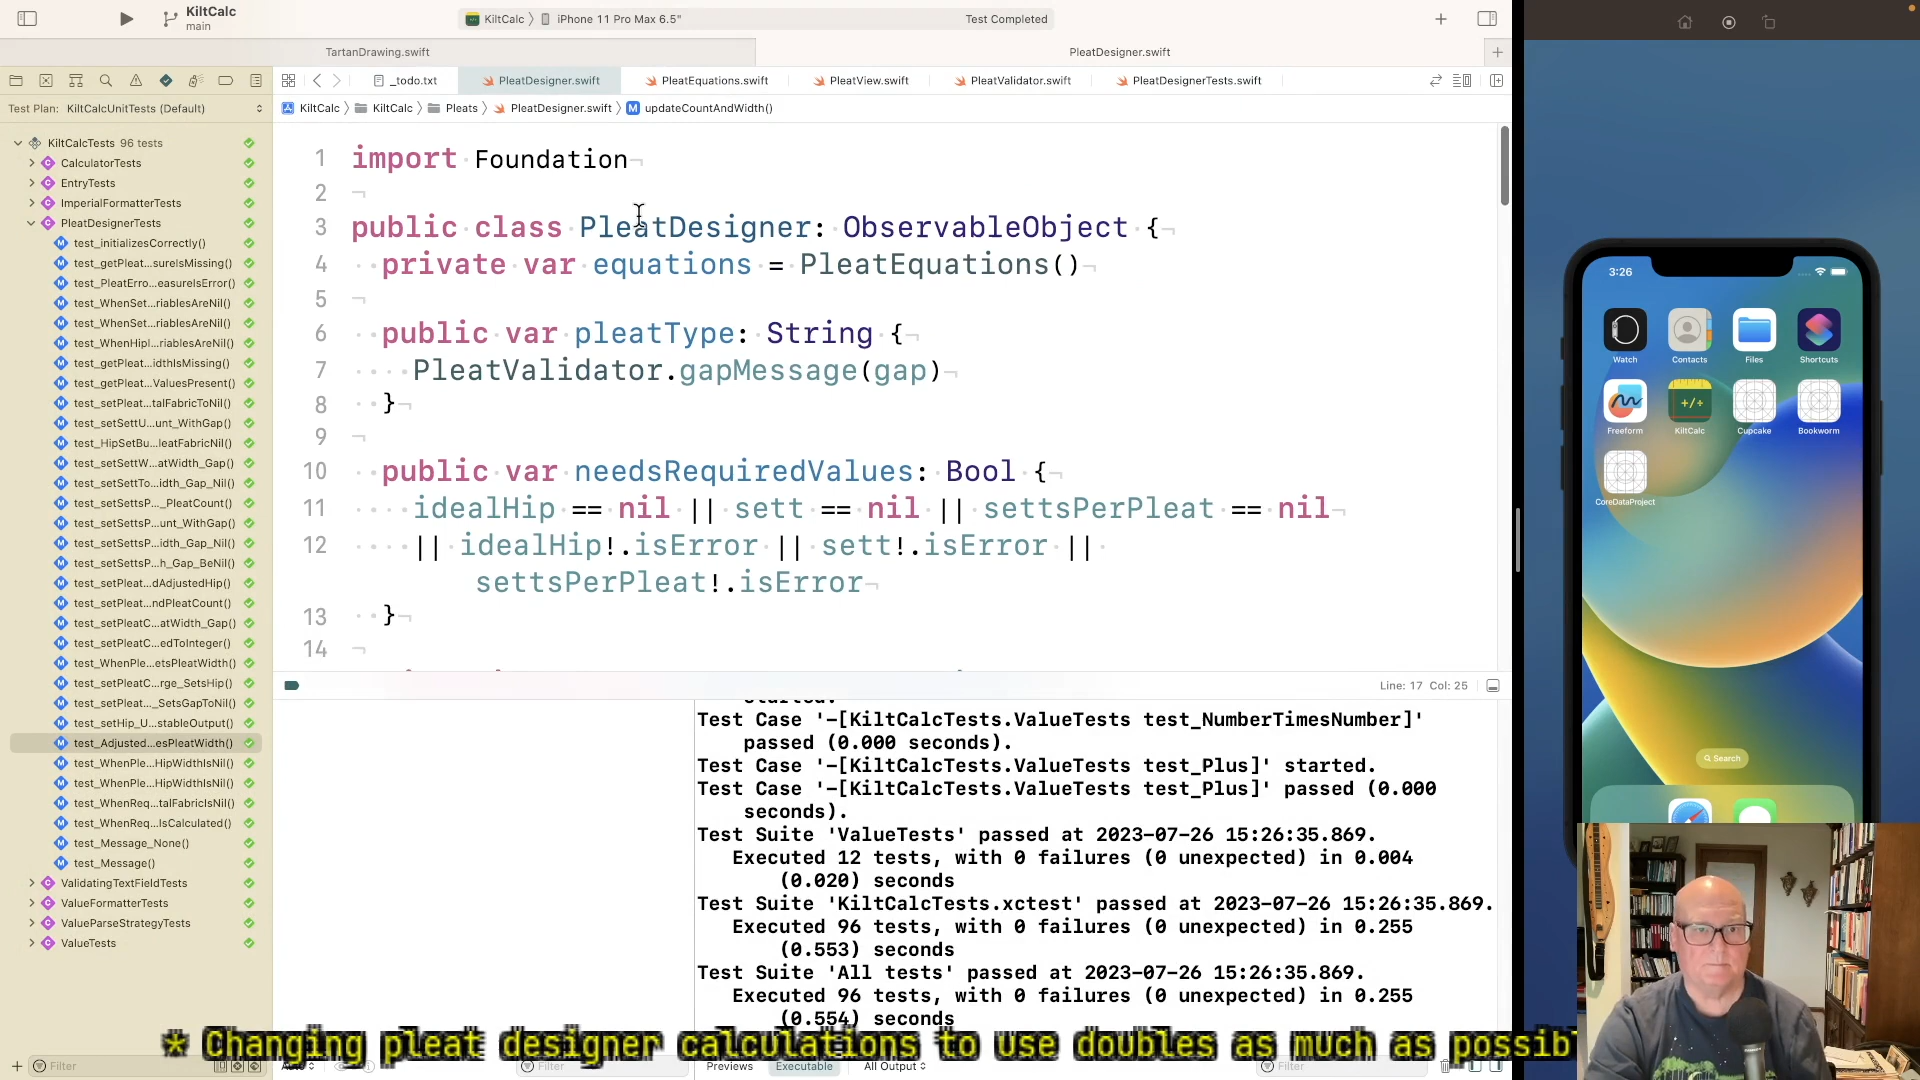 KiltCalc
main
KiltCalc
iPhone 11 Pro Max 6.5"
Test Completed
TartanDrawing.swift
PleatDesigner.swift
_todo.txt
PleatDesigner.swift
PleatEquations.swift
PleatView.swift
PleatValidator.swift
PleatDesignerTests.swift
KiltCalc
KiltCalc
Pleats
PleatDesigner.swift
updateCountAndWidth()
Test Plan: KiltCalcUnitTests (Default)
KiltCalcTests 96 tests
CalculatorTests
EntryTests
ImperialFormatterTests
PleatDesignerTests
test_initializesCorrectly()
test_getPleat...sureIsMissing()
test_PleatErro...easureIsError()
test_WhenSet...riablesAreNil()
test_WhenSet...riablesAreNil()
test_WhenHipI...riablesAreNil()
test_getPleat...idthIsMissing()
test_getPleat...ValuesPresent()
test_setPleat...talFabricToNil()
test_setSettU...unt_WithGap()
test_HipSetBu...leatFabricNil()
test_setSettW...atWidth_Gap()
test_setSettTo...idth_Gap_Nil()
test_setSettsP..._PleatCount()
test_setSettsP...unt_WithGap()
test_setSettsP...idth_Gap_Nil()
test_setSettsP...h_Gap_BeNil()
test_setPleat...dAdjustedHip()
test_setPleat...ndPleatCount()
test_setPleatC...atWidth_Gap()
test_setPleatC...edToInteger()
test_WhenPle...etsPleatWidth()
test_setPleatC...rge_SetsHip()
test_setPleat..._SetsGapToNil()
test_setHip_U...stableOutput()
test_Adjusted...esPleatWidth()
test_WhenPle...HipWidthIsNil()
test_WhenPle...HipWidthIsNil()
test_WhenReq...talFabricIsNil()
test_WhenReq...IsCalculated()
test_Message_None()
test_Message()
ValidatingTextFieldTests
ValueFormatterTests
ValueParseStrategyTests
ValueTests
Filter
1 import Foundation
2
3 public class PleatDesigner: ObservableObject {
4 private var equations = PleatEquations()
5
6 public var pleatType: String {
7 PleatValidator.gapMessage(gap)
8 }
9
10 public var needsRequiredValues: Bool {
11 idealHip == nil || sett == nil || settsPerPleat == nil
12 || idealHip!.isError || sett!.isError ||
settsPerPleat!.isError
13 }
14
Line: 17 Col: 25
started.
Test Case '-[KiltCalcTests.ValueTests test_NumberTimesNumber]'
passed (0.000 seconds).
Test Case '-[KiltCalcTests.ValueTests test_Plus]' started.
Test Case '-[KiltCalcTests.ValueTests test_Plus]' passed (0.000
seconds).
Test Suite 'ValueTests' passed at 2023-07-26 15:26:35.869.
Executed 12 tests, with 0 failures (0 unexpected) in 0.004
(0.020) seconds
Test Suite 'KiltCalcTests.xctest' passed at 2023-07-26 15:26:35.869.
Executed 96 tests, with 0 failures (0 unexpected) in 0.255
(0.553) seconds
Test Suite 'All tests' passed at 2023-07-26 15:26:35.869.
Executed 96 tests, with 0 failures (0 unexpected) in 0.255
(0.554) seconds
* Changing pleat designer calculations to use doubles as much as possib
Auto
Filter
Previews
Executable
All Output
Filter
3:26
Watch
Contacts
Files
Shortcuts
+/÷
Freeform
KiltCalc
Cupcake
Bookworm
CoreDataProject
Search